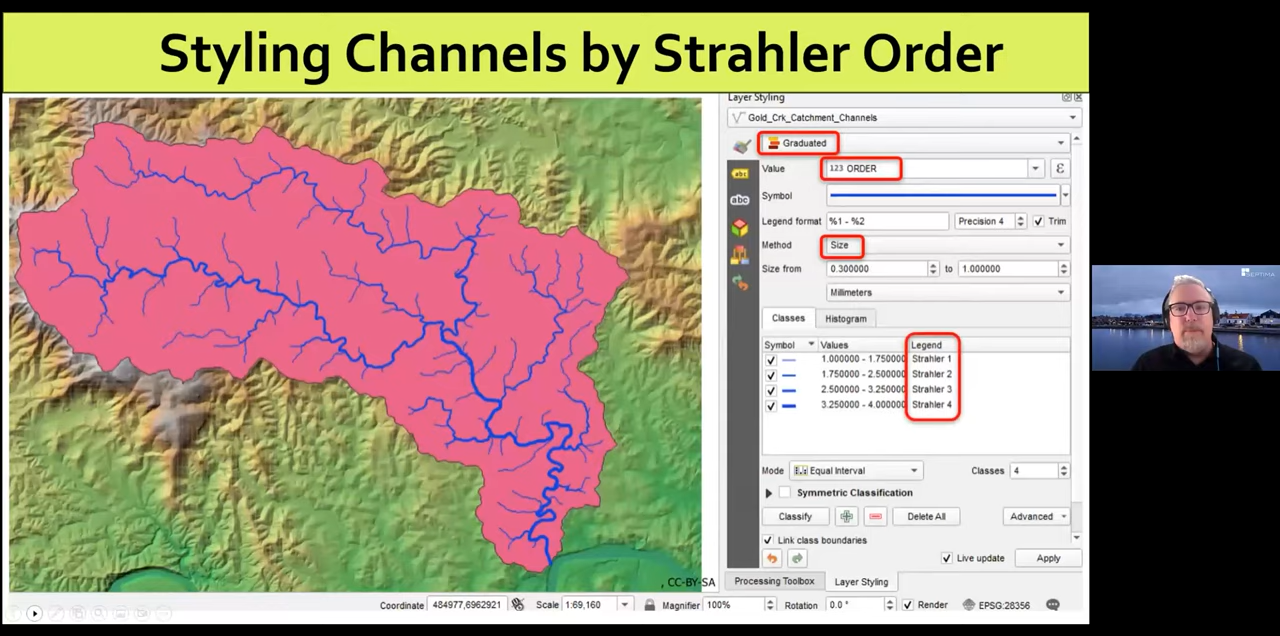 Styling Channels by Strahler Order
Layer Styling
Gold_Crk_Catchment_Channels
Graduated
Value 123 ORDER ε
Symbol
Legend format %1 - %2 Precision 4 Trim
Method Size
Size from 0.300000 to 1.000000
Millimeters
Classes Histogram
Symbol Values Legend
1.000000 - 1.750000 Strahler 1
1.750000 - 2.500000 Strahler 2
2.500000 - 3.250000 Strahler 3
3.250000 - 4.000000 Strahler 4
Mode Equal Interval Classes 4
Symmetric Classification
Classify Delete All Advanced
Link class boundaries
Live update Apply
, CC-BY-SA
Processing Toolbox Layer Styling
Coordinate 484977,6962921 Scale 1:69,160 Magnifier 100% Rotation 0.0 ° Render EPSG:28356
abc
abc
SEPTIMA